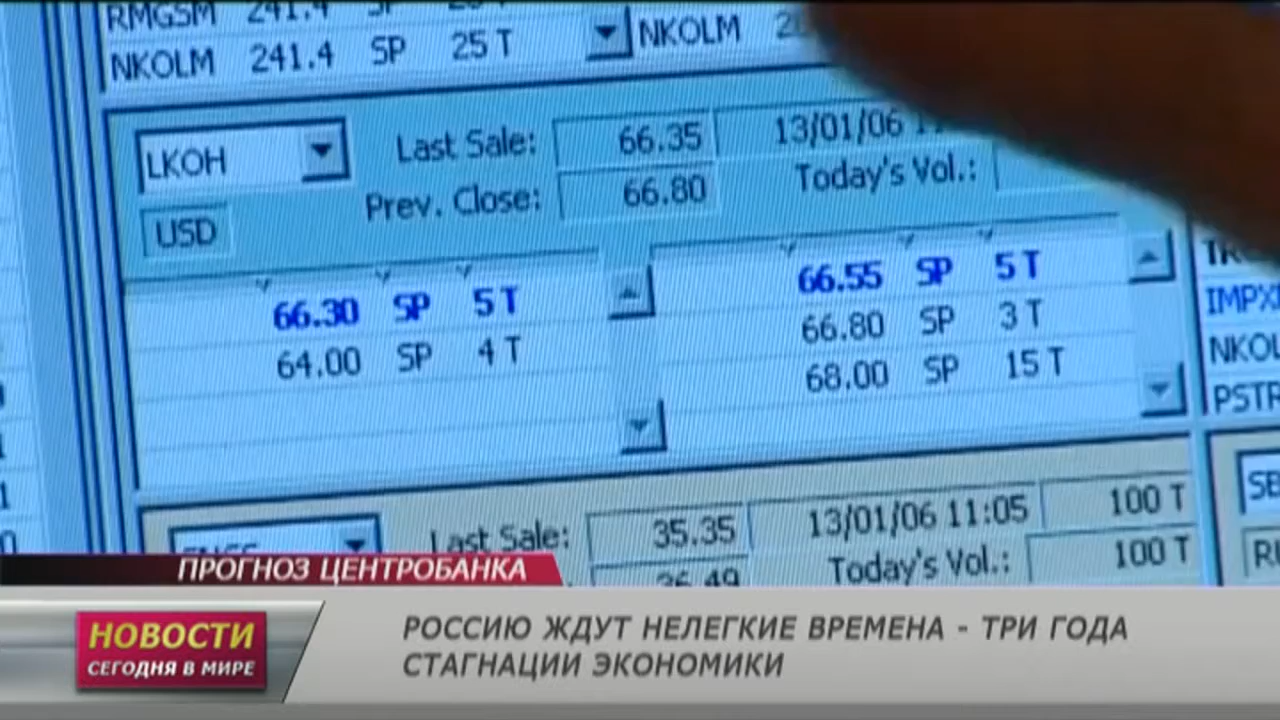 RMGSM 241.4 SP
NKOLM 241.4 SP 25 T NKOLM
LKOH Last Sale: 66.35 13/01/06
Prev. Close: 66.80 Today's Vol.:
USD
66.30 SP 5 T 66.55 SP 5 T
64.00 SP 4 T 66.80 SP 3 T
68.00 SP 15 T
IMPX
NKOL
PSTR
Last Sale: 35.35 13/01/06 11:05 100 T
36.49 Today's Vol.: 100 T
ПРОГНОЗ ЦЕНТРОБАНКА
НОВОСТИ
СЕГОДНЯ В МИРЕ
РОССИЮ ЖДУТ НЕЛЕГКИЕ ВРЕМЕНА - ТРИ ГОДА
СТАГНАЦИИ ЭКОНОМИКИ